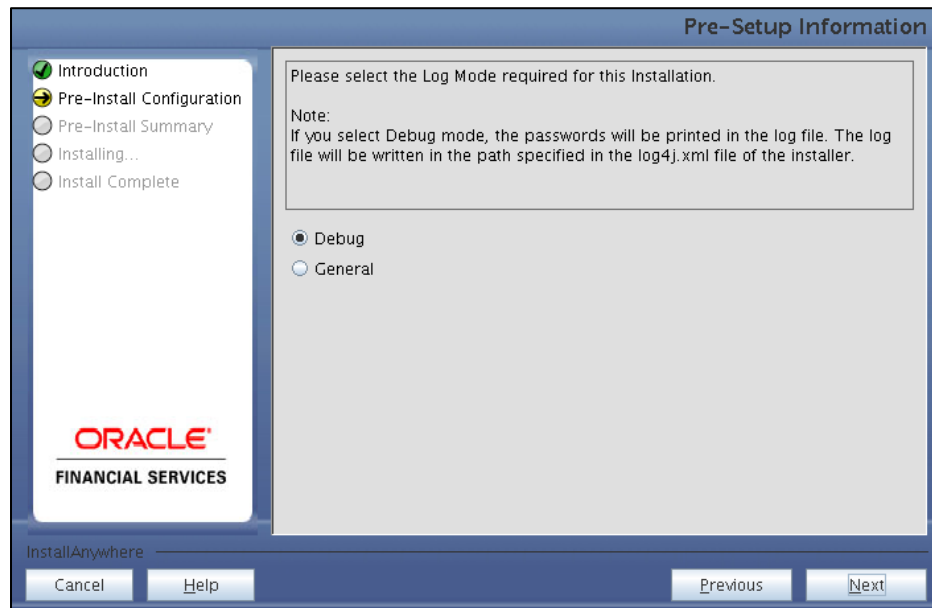 Pre-Setup Information
Introduction
Pre-Install Configuration
Pre-Install Summary
Installing...
Install Complete
Please select the Log Mode required for this Installation.
Note:
If you select Debug mode, the passwords will be printed in the log file. The log
file will be written in the path specified in the log4j.xml file of the installer.
Debug
General
ORACLE
FINANCIAL SERVICES
InstallAnywhere
Cancel
Help
Previous
Next